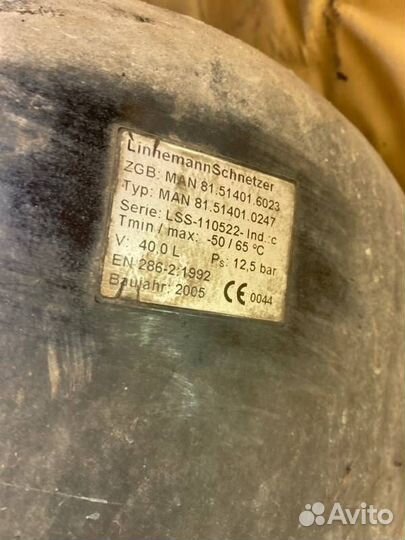 LinnemannSchnetzer
ZGB: MAN 81.51401.6023
Typ: MAN 81.51401.0247
Serie: LSS-110522- Ind.:c
Tmin / max: -50 / 65 °C
V: 40,0 L Ps: 12,5 bar
EN 286-2:1992
Baujahr: 2005 CE 0044
Avito